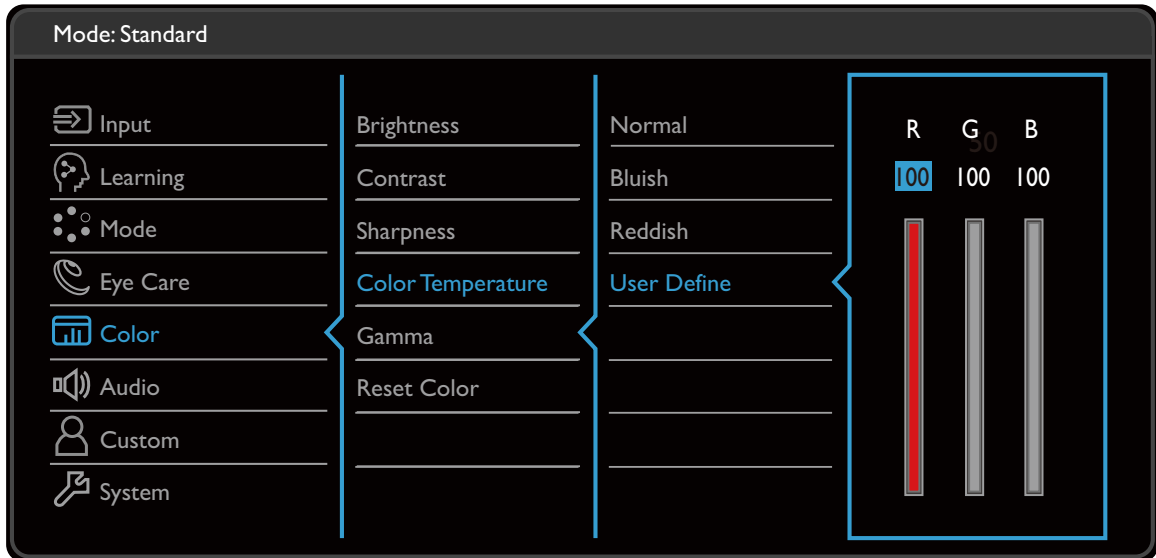 Mode: Standard
Input
Learning
Mode
Eye Care
Color
Audio
Custom
System
Brightness
Contrast
Sharpness
Color Temperature
Gamma
Reset Color
Normal
Bluish
Reddish
User Define
R G B
50
100 100 100